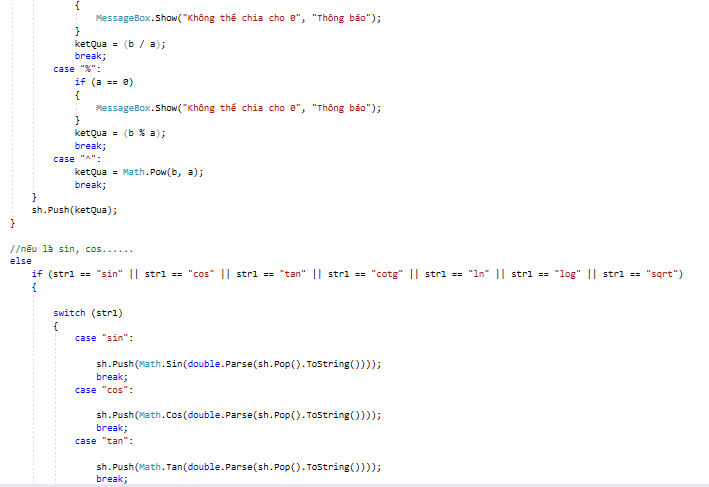 {
MessageBox.Show("Không thể chia cho 0", "Thông báo");
}
ketQua = (b / a);
break;
case "%":
if (a == 0)
{
MessageBox.Show("Không thể chia cho 0", "Thông báo");
}
ketQua = (b % a);
break;
case "^":
ketQua = Math.Pow(b, a);
break;
}
sh.Push(ketQua);
}
//nếu là sin, cos......
else
if (str1 == "sin" || str1 == "cos" || str1 == "tan" || str1 == "cotg" || str1 == "ln" || str1 == "log" || str1 == "sqrt")
{
switch (str1)
{
case "sin":
sh.Push(Math.Sin(double.Parse(sh.Pop().ToString())));
break;
case "cos":
sh.Push(Math.Cos(double.Parse(sh.Pop().ToString())));
break;
case "tan":
sh.Push(Math.Tan(double.Parse(sh.Pop().ToString())));
break;